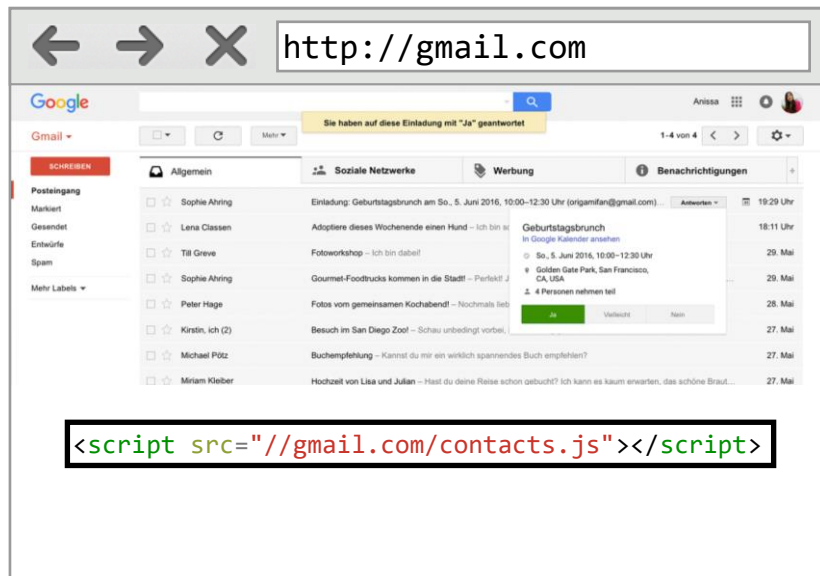 http://gmail.com
Google
Anissa
Sie haben auf diese Einladung mit "Ja" geantwortet
Gmail
Mehr
1-4 von 4
SCHREIBEN
Allgemein
Soziale Netzwerke
Werbung
Benachrichtigungen
Posteingang
Markiert
Gesendet
Entwürfe
Spam
Mehr Labels
Sophie Ahring
Einladung: Geburtstagsbrunch am So., 5. Juni 2016, 10:00–12:30 Uhr (origamifan@gmail.com)...
Antworten
19:29 Uhr
Lena Classen
Adoptiere dieses Wochenende einen Hund – Ich bin
18:11 Uhr
Till Greve
Fotoworkshop – Ich bin dabei!
29. Mai
Sophie Ahring
Gourmet-Foodtrucks kommen in die Stadt! – Perfekt!
29. Mai
Peter Hage
Fotos vom gemeinsamen Kochabend! – Nochmals
28. Mai
Kirstin, ich (2)
Besuch im San Diego Zoo! – Schau unbedingt vorbei,
27. Mai
Michael Pötz
Buchempfehlung – Kannst du mir ein wirklich spannendes Buch empfehlen?
27. Mai
Miriam Kleiber
Hochzeit von Lisa und Julian – Hast du deine Reise schon gebucht? Ich kann es kaum erwarten, das schöne Braut...
27. Mai
Geburtstagsbrunch
In Google Kalender ansehen
So., 5. Juni 2016, 10:00–12:30 Uhr
Golden Gate Park, San Francisco,
CA, USA
4 Personen nehmen teil
Ja
Vielleicht
Nein
<script src="//gmail.com/contacts.js"></script>